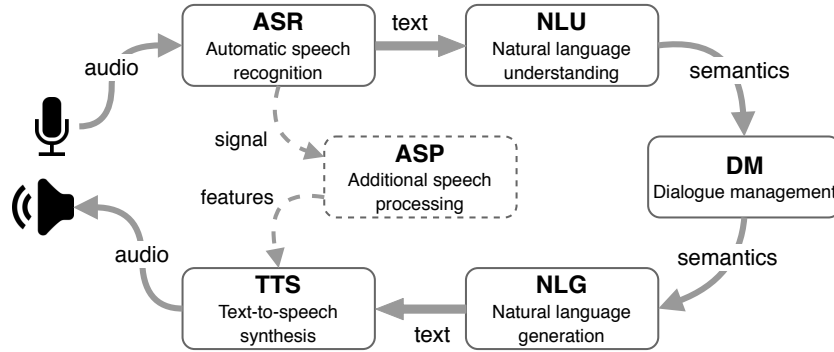 ASR
Automatic speech
recognition
text
NLU
Natural language
understanding
audio
semantics
signal
ASP
Additional speech
processing
DM
Dialogue management
features
audio
semantics
TTS
Text-to-speech
synthesis
text
NLG
Natural language
generation